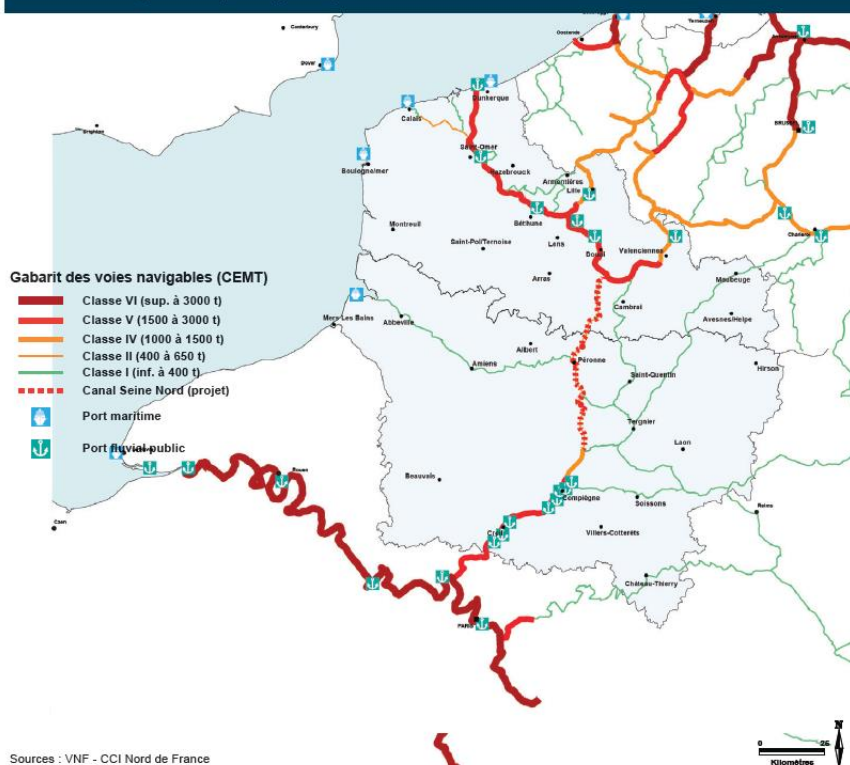 Canterbury
Dover
Brighton
Oostende
Terneuzen
Dunkerque
Calais
Saint-Omer
Hazebrouck
Boulogne/mer
Armentières
Lille
BRUSSEL
Béthune
Montreuil
Lens
Saint-Pol/Ternoise
Douai
Valenciennes
Charleroi
Arras
Maubeuge
Cambrai
Avesnes/Helpe
Gabarit des voies navigables (CEMT)
Classe VI (sup. à 3000 t)
Classe V (1500 à 3000 t)
Classe IV (1000 à 1500 t)
Classe II (400 à 650 t)
Classe I (inf. à 400 t)
Canal Seine Nord (projet)
Port maritime
Port fluvial public
Mers Les Bains
Abbeville
Albert
Amiens
Péronne
Hirson
Saint-Quentin
Tergnier
Laon
Beauvais
Rouen
Compiègne
Soissons
Reims
Caen
Creil
Villers-Cotterêts
Château-Thierry
PARIS
N
0 25
Kilomètres
Sources : VNF - CCI Nord de France